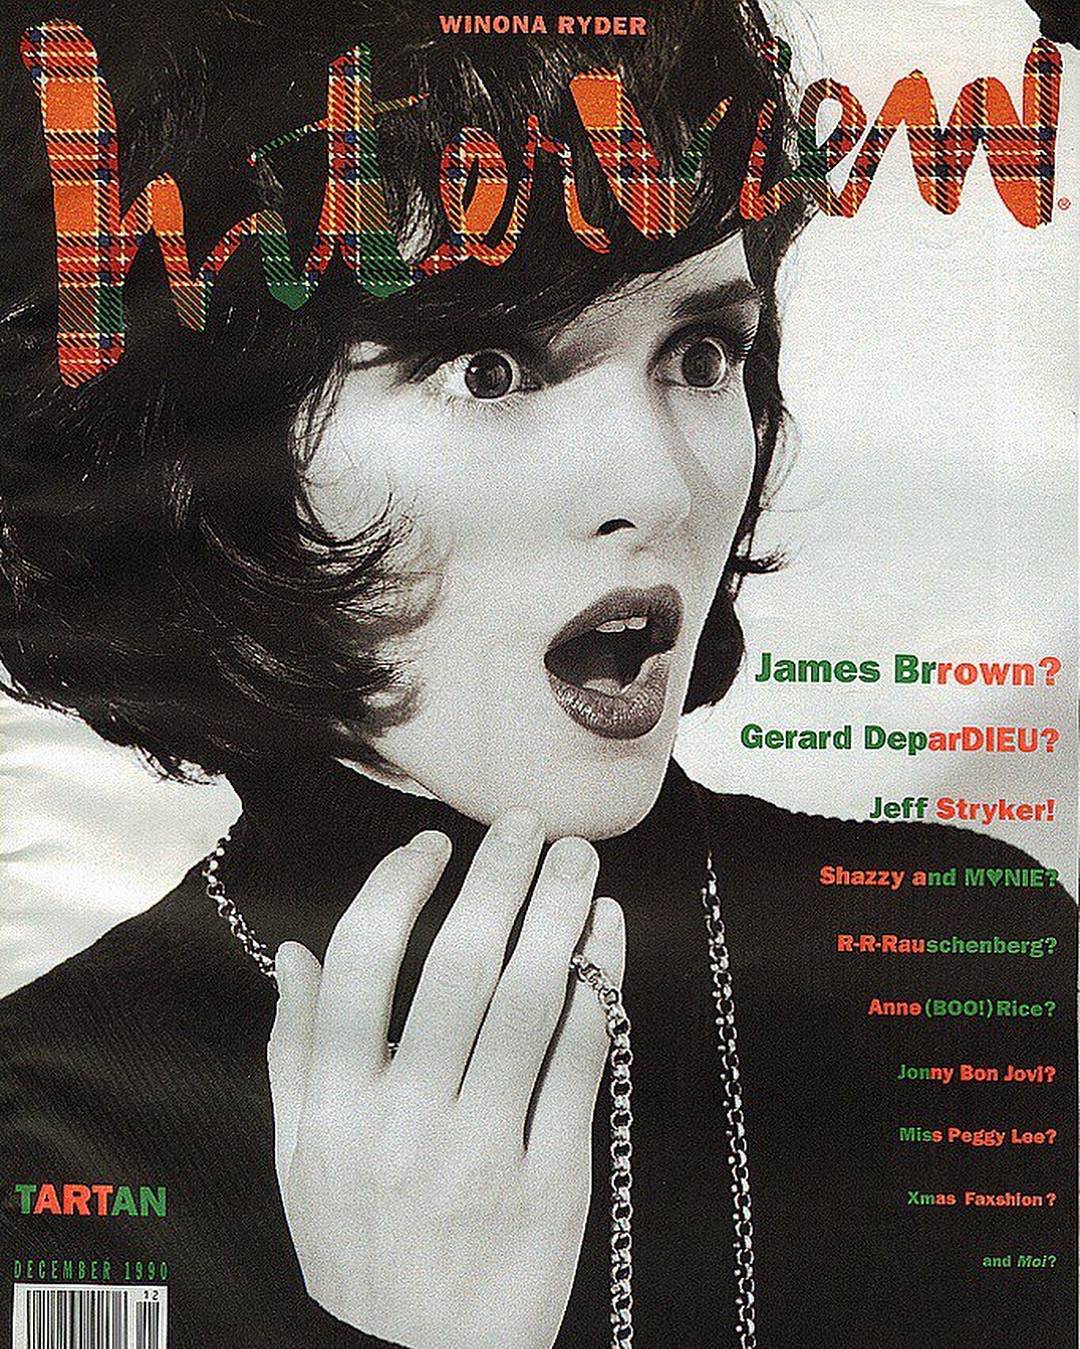 WINONA RYDER
Interview®
James Brrown?
Gerard DeparDIEU?
Jeff Stryker!
Shazzy and M♥NIE?
R-R-Rauschenberg?
Anne (BOO!) Rice?
Jonny Bon Jovi?
Miss Peggy Lee?
Xmas Faxshion?
and Moi?
TARTAN
DECEMBER 1990
12